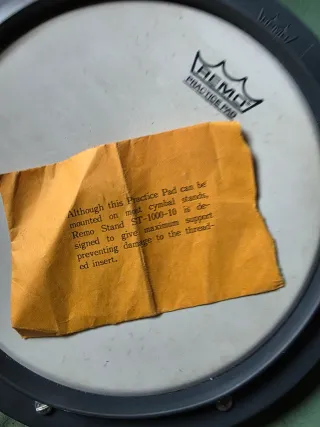 REMO
PRACTICE PAD
Although this Practice Pad can be
mounted on most cymbal stands,
Remo Stand ST-1000-10 is de-
signed to give maximum support
preventing damage to the thread-
ed insert.